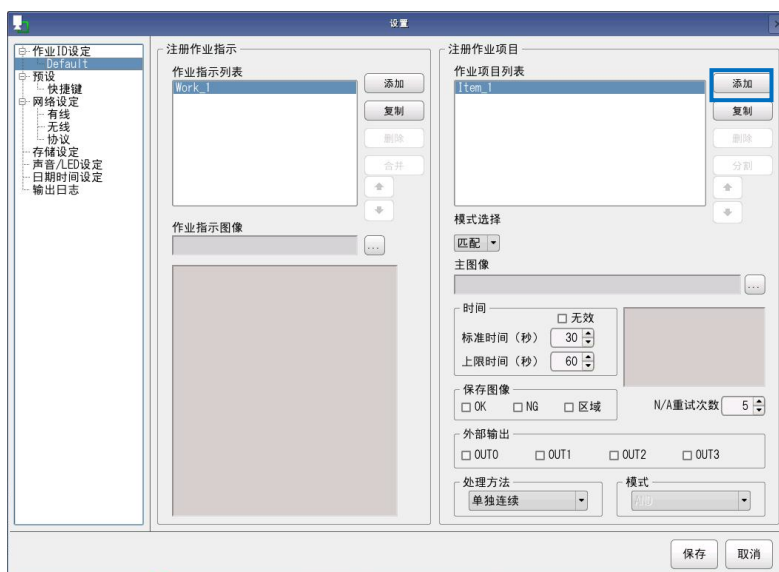 设置
作业ID设定
Default
预设
快捷键
网络设定
有线
无线
协议
存储设定
声音/LED设定
日期时间设定
输出日志
注册作业指示
作业指示列表
Work_1
添加
复制
删除
合并
作业指示图像
...
注册作业项目
作业项目列表
Item_1
添加
复制
删除
分割
模式选择
匹配
主图像
...
时间
无效
标准时间（秒） 30
上限时间（秒） 60
保存图像
OK NG 区域
N/A重试次数 5
外部输出
OUT0 OUT1 OUT2 OUT3
处理方法
单独连续
模式
保存 取消